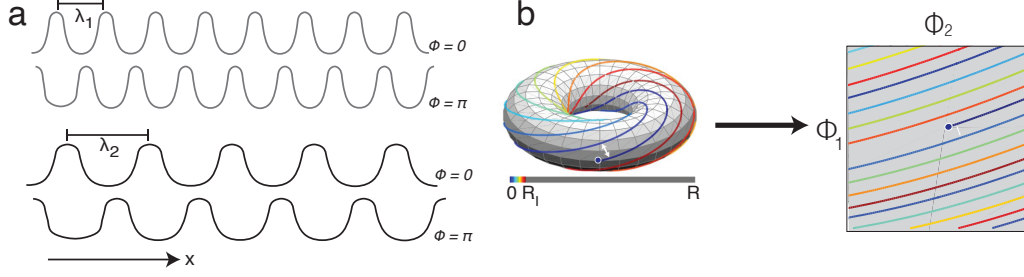 a
λ1
Φ = 0
Φ = π
λ2
Φ = 0
Φ = π
x
b
0 Rl R
Φ2
Φ1